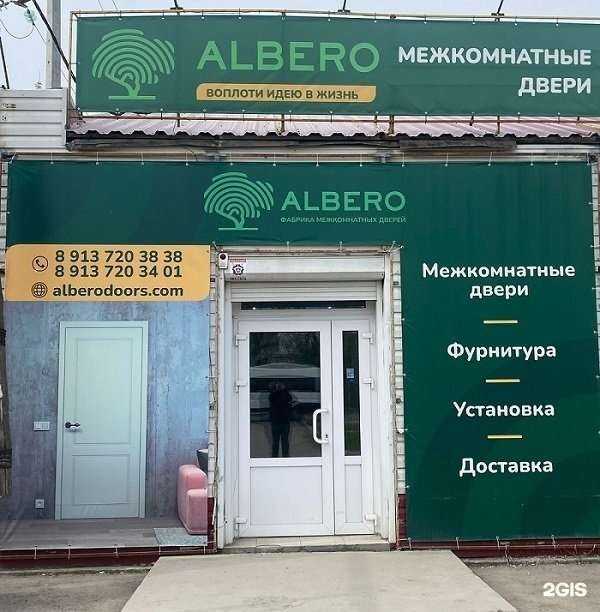 ALBERO
ВОПЛОТИ ИДЕЮ В ЖИЗНЬ
МЕЖКОМНАТНЫЕ
ДВЕРИ
ALBERO
ФАБРИКА МЕЖКОМНАТНЫХ ДВЕРЕЙ
8 913 720 38 38
8 913 720 34 01
alberodoors.com
Межкомнатные
двери
Фурнитура
Установка
Доставка
2GIS